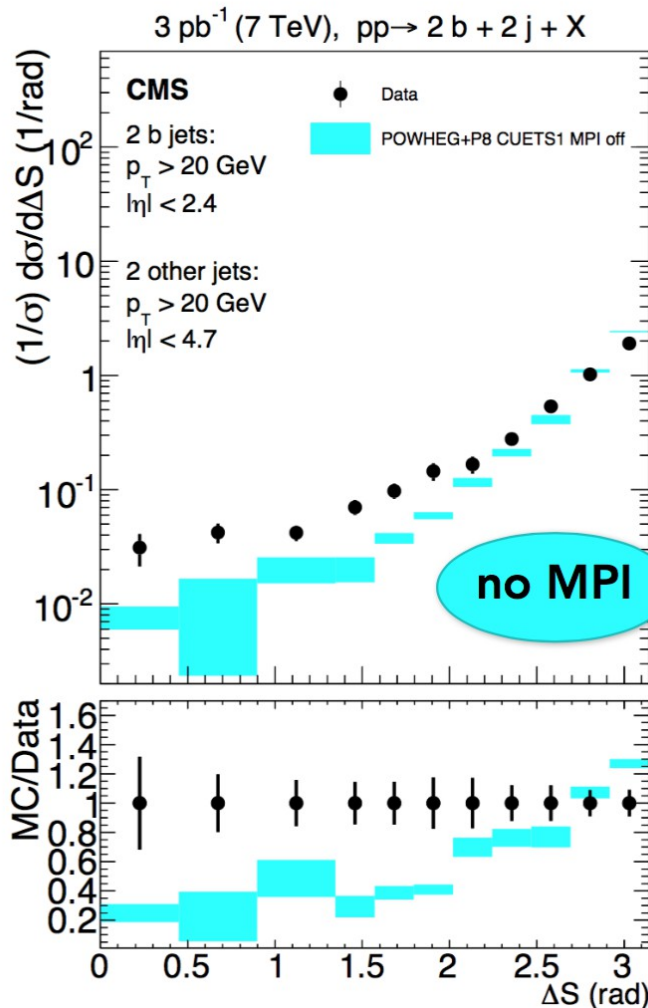 3 pb⁻¹ (7 TeV), pp→ 2 b + 2 j + X
(1/σ) dσ/dΔS (1/rad)
CMS
2 b jets:
p_T > 20 GeV
|η| < 2.4
2 other jets:
p_T > 20 GeV
|η| < 4.7
Data
POWHEG+P8 CUETS1 MPI off
10²
10
1
10⁻¹
10⁻²
no MPI
MC/Data
1.6
1.4
1.2
1
0.8
0.6
0.4
0.2
0 0.5 1 1.5 2 2.5 3
ΔS (rad)